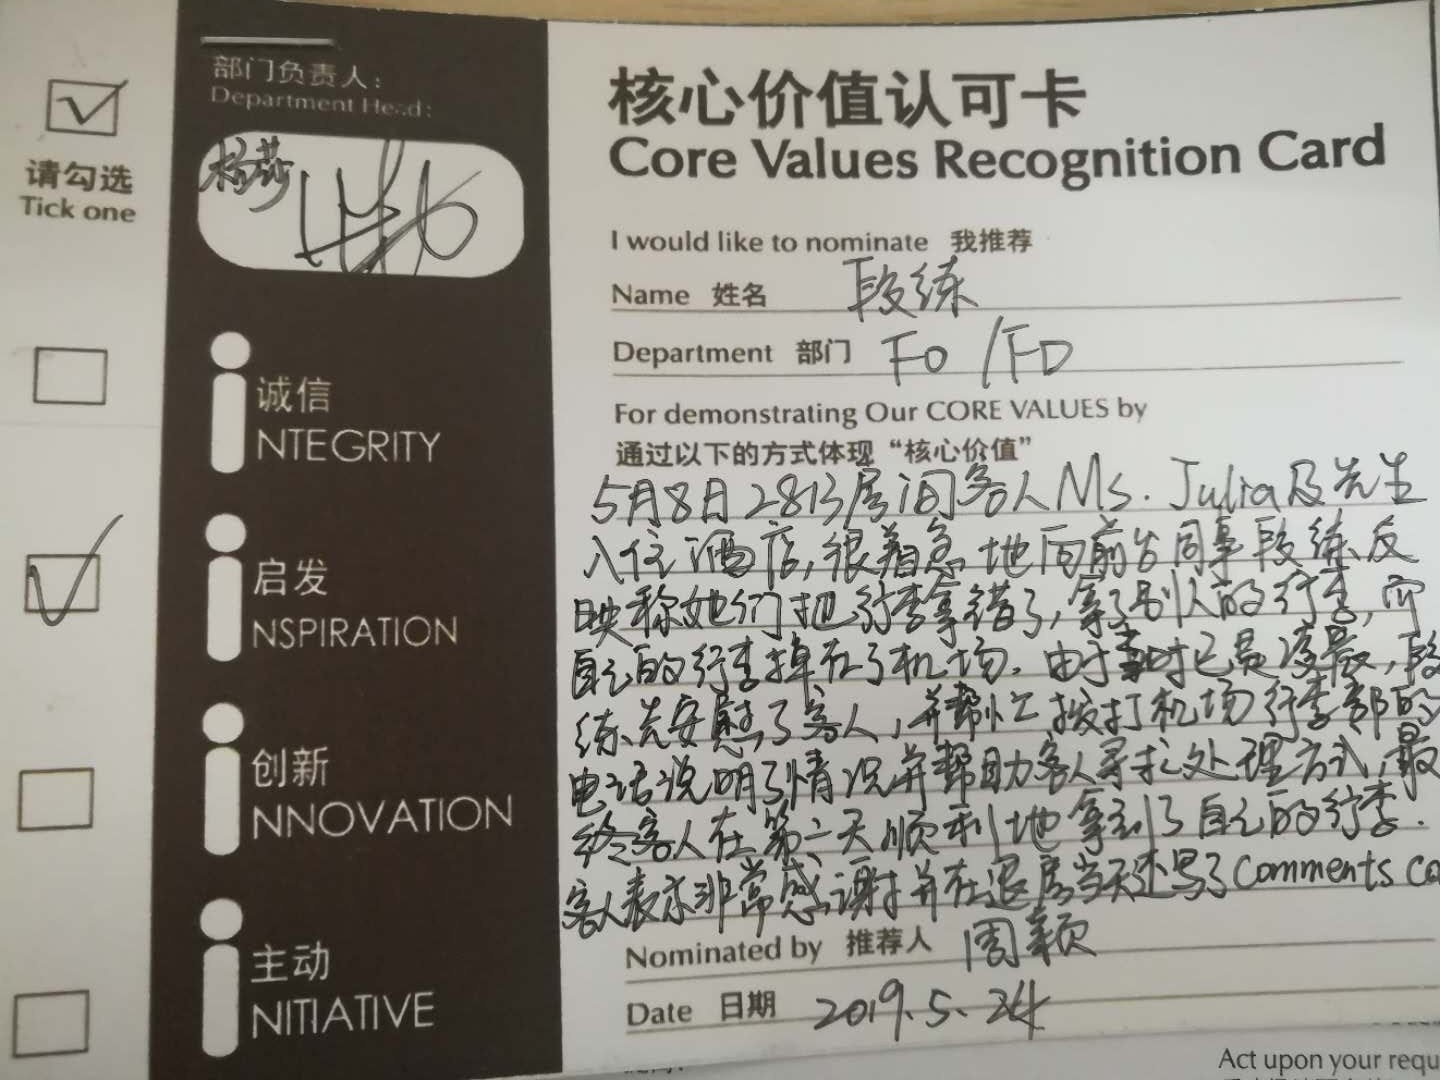 请勾选
Tick one
部门负责人:
Department Head:
诚信
INTEGRITY
启发
INSPIRATION
创新
INNOVATION
主动
INITIATIVE
核心价值认可卡
Core Values Recognition Card
I would like to nominate 我推荐
Name 姓名 段练
Department 部门 FO/FD
For demonstrating Our CORE VALUES by
通过以下的方式体现“核心价值”
5月8日2813房间客人Ms. Julia及先生
入住酒店,很着急地向前台同事段练反
映称她们把行李拿错了,拿了别人的行李,而
自己的行李掉在了机场.由于当时已是凌晨,段
练先安慰了客人,并帮忙拨打机场行李部的
电话说明了情况并帮助客人寻求处理方式,最
终客人在第二天顺利地拿到了自己的行李.
客人表示非常感谢并在退房当天还写了Comments
Nominated by 推荐人 周颖
Date 日期 2019.5.24
Act upon your requ